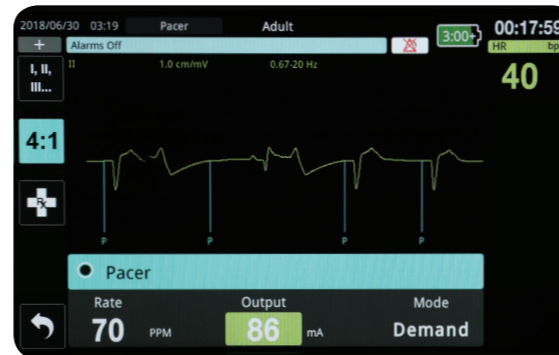 2018/06/30 03:19 Pacer Adult 3:00+ 00:17:59
+ Alarms Off HR bp
I, II,
III...
II 1.0 cm/mV 0.67-20 Hz
40
4:1
Rx
P P P P
Pacer
Rate Output Mode
70 PPM 86 mA Demand